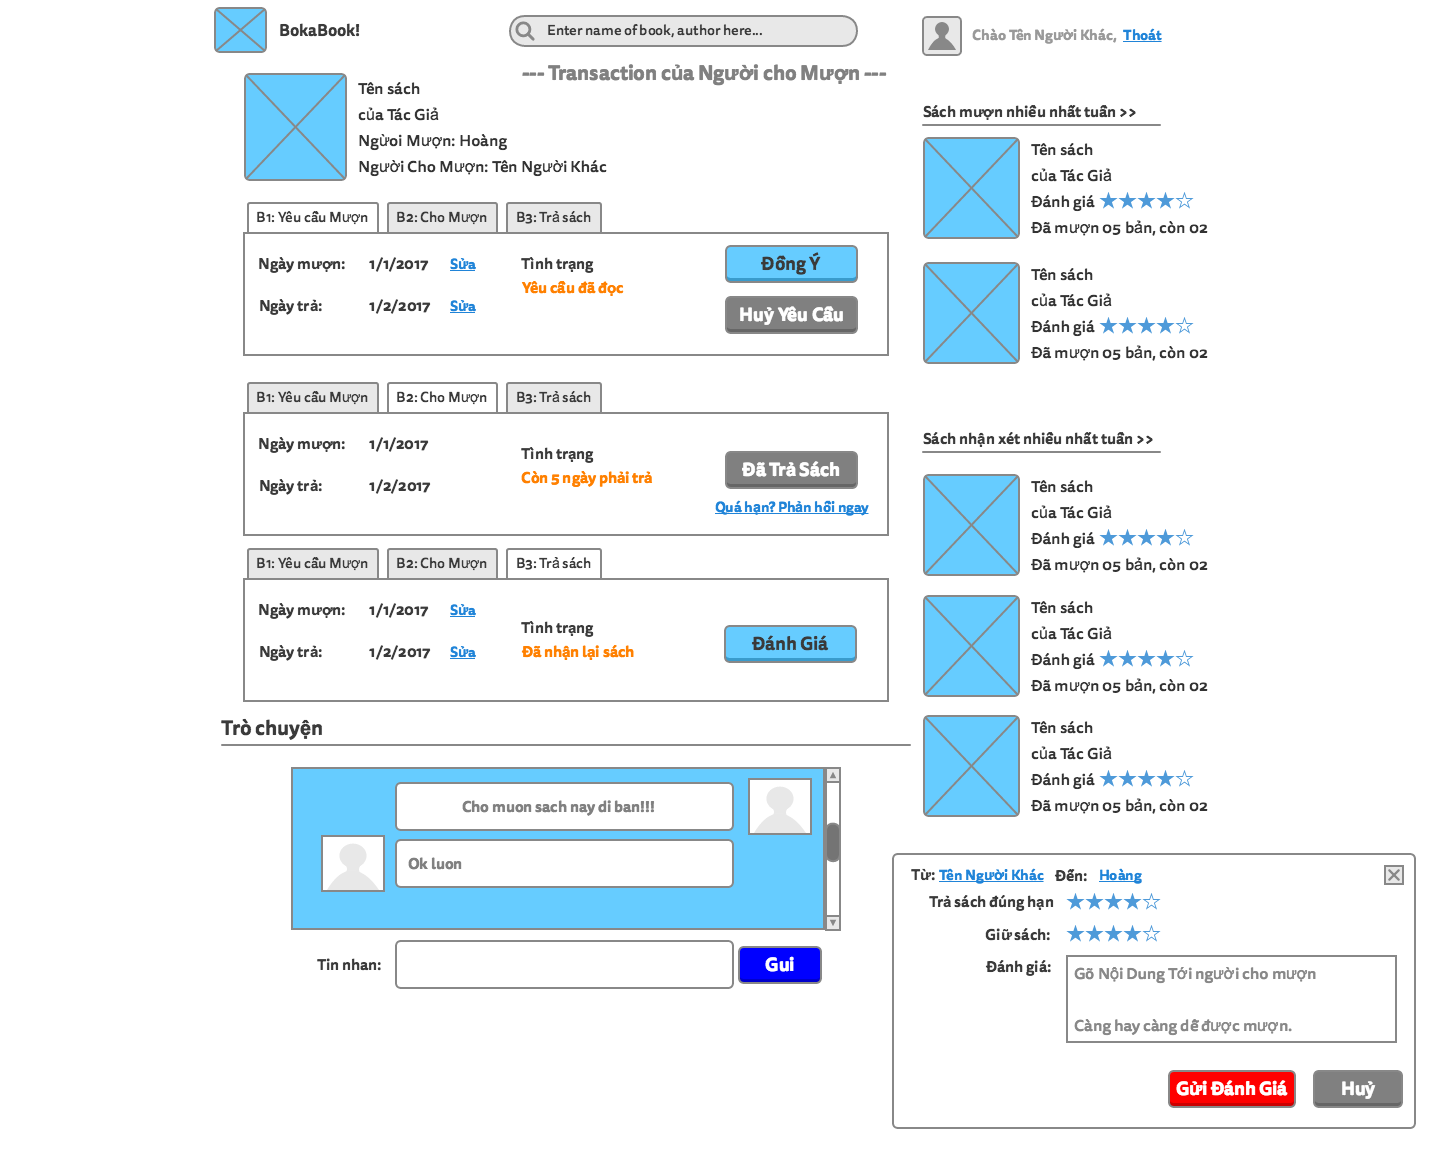 BokaBook!
Enter name of book, author here...
Chào Tên Người Khác, Thoát
--- Transaction của Người cho Mượn ---
Tên sách
của Tác Giả
Ngừoi Mượn: Hoàng
Người Cho Mượn: Tên Người Khác
B1: Yêu cầu Mượn
B2: Cho Mượn
B3: Trả sách
Ngày mượn: 1/1/2017 Sửa
Ngày trả: 1/2/2017 Sửa
Tình trạng
Yêu cầu đã đọc
Đồng Ý
Huỷ Yêu Cầu
B1: Yêu cầu Mượn
B2: Cho Mượn
B3: Trả sách
Ngày mượn: 1/1/2017
Ngày trả: 1/2/2017
Tình trạng
Còn 5 ngày phải trả
Đã Trả Sách
Quá hạn? Phản hồi ngay
B1: Yêu cầu Mượn
B2: Cho Mượn
B3: Trả sách
Ngày mượn: 1/1/2017 Sửa
Ngày trả: 1/2/2017 Sửa
Tình trạng
Đã nhận lại sách
Đánh Giá
Trò chuyện
Cho muon sach nay di ban!!!
Ok luon
Tin nhan:
Gui
Sách mượn nhiều nhất tuần >>
Tên sách
của Tác Giả
Đánh giá ★★★★☆
Đã mượn 05 bản, còn 02
Tên sách
của Tác Giả
Đánh giá ★★★★☆
Đã mượn 05 bản, còn 02
Sách nhận xét nhiều nhất tuần >>
Tên sách
của Tác Giả
Đánh giá ★★★★☆
Đã mượn 05 bản, còn 02
Tên sách
của Tác Giả
Đánh giá ★★★★☆
Đã mượn 05 bản, còn 02
Tên sách
của Tác Giả
Đánh giá ★★★★☆
Đã mượn 05 bản, còn 02
Từ: Tên Người Khác Đến: Hoàng
Trả sách đúng hạn ★★★★☆
Giữ sách: ★★★★☆
Đánh giá:
Gõ Nội Dung Tới người cho mượn
Càng hay càng dễ được mượn.
Gửi Đánh Giá
Huỷ